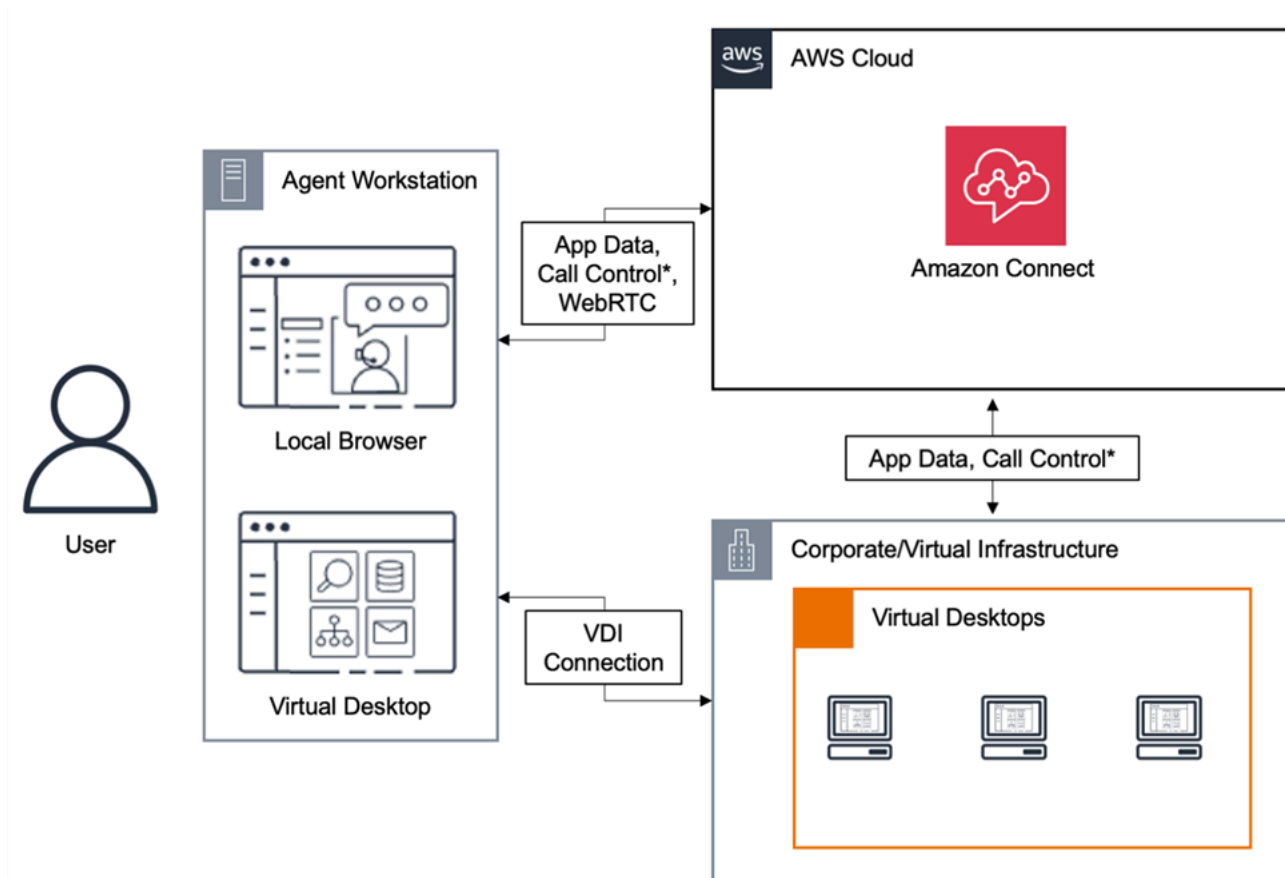 aws
AWS Cloud
Agent Workstation
App Data,
Call Control*,
WebRTC
Amazon Connect
Local Browser
App Data, Call Control*
User
Corporate/Virtual Infrastructure
Virtual Desktops
VDI
Connection
Virtual Desktop